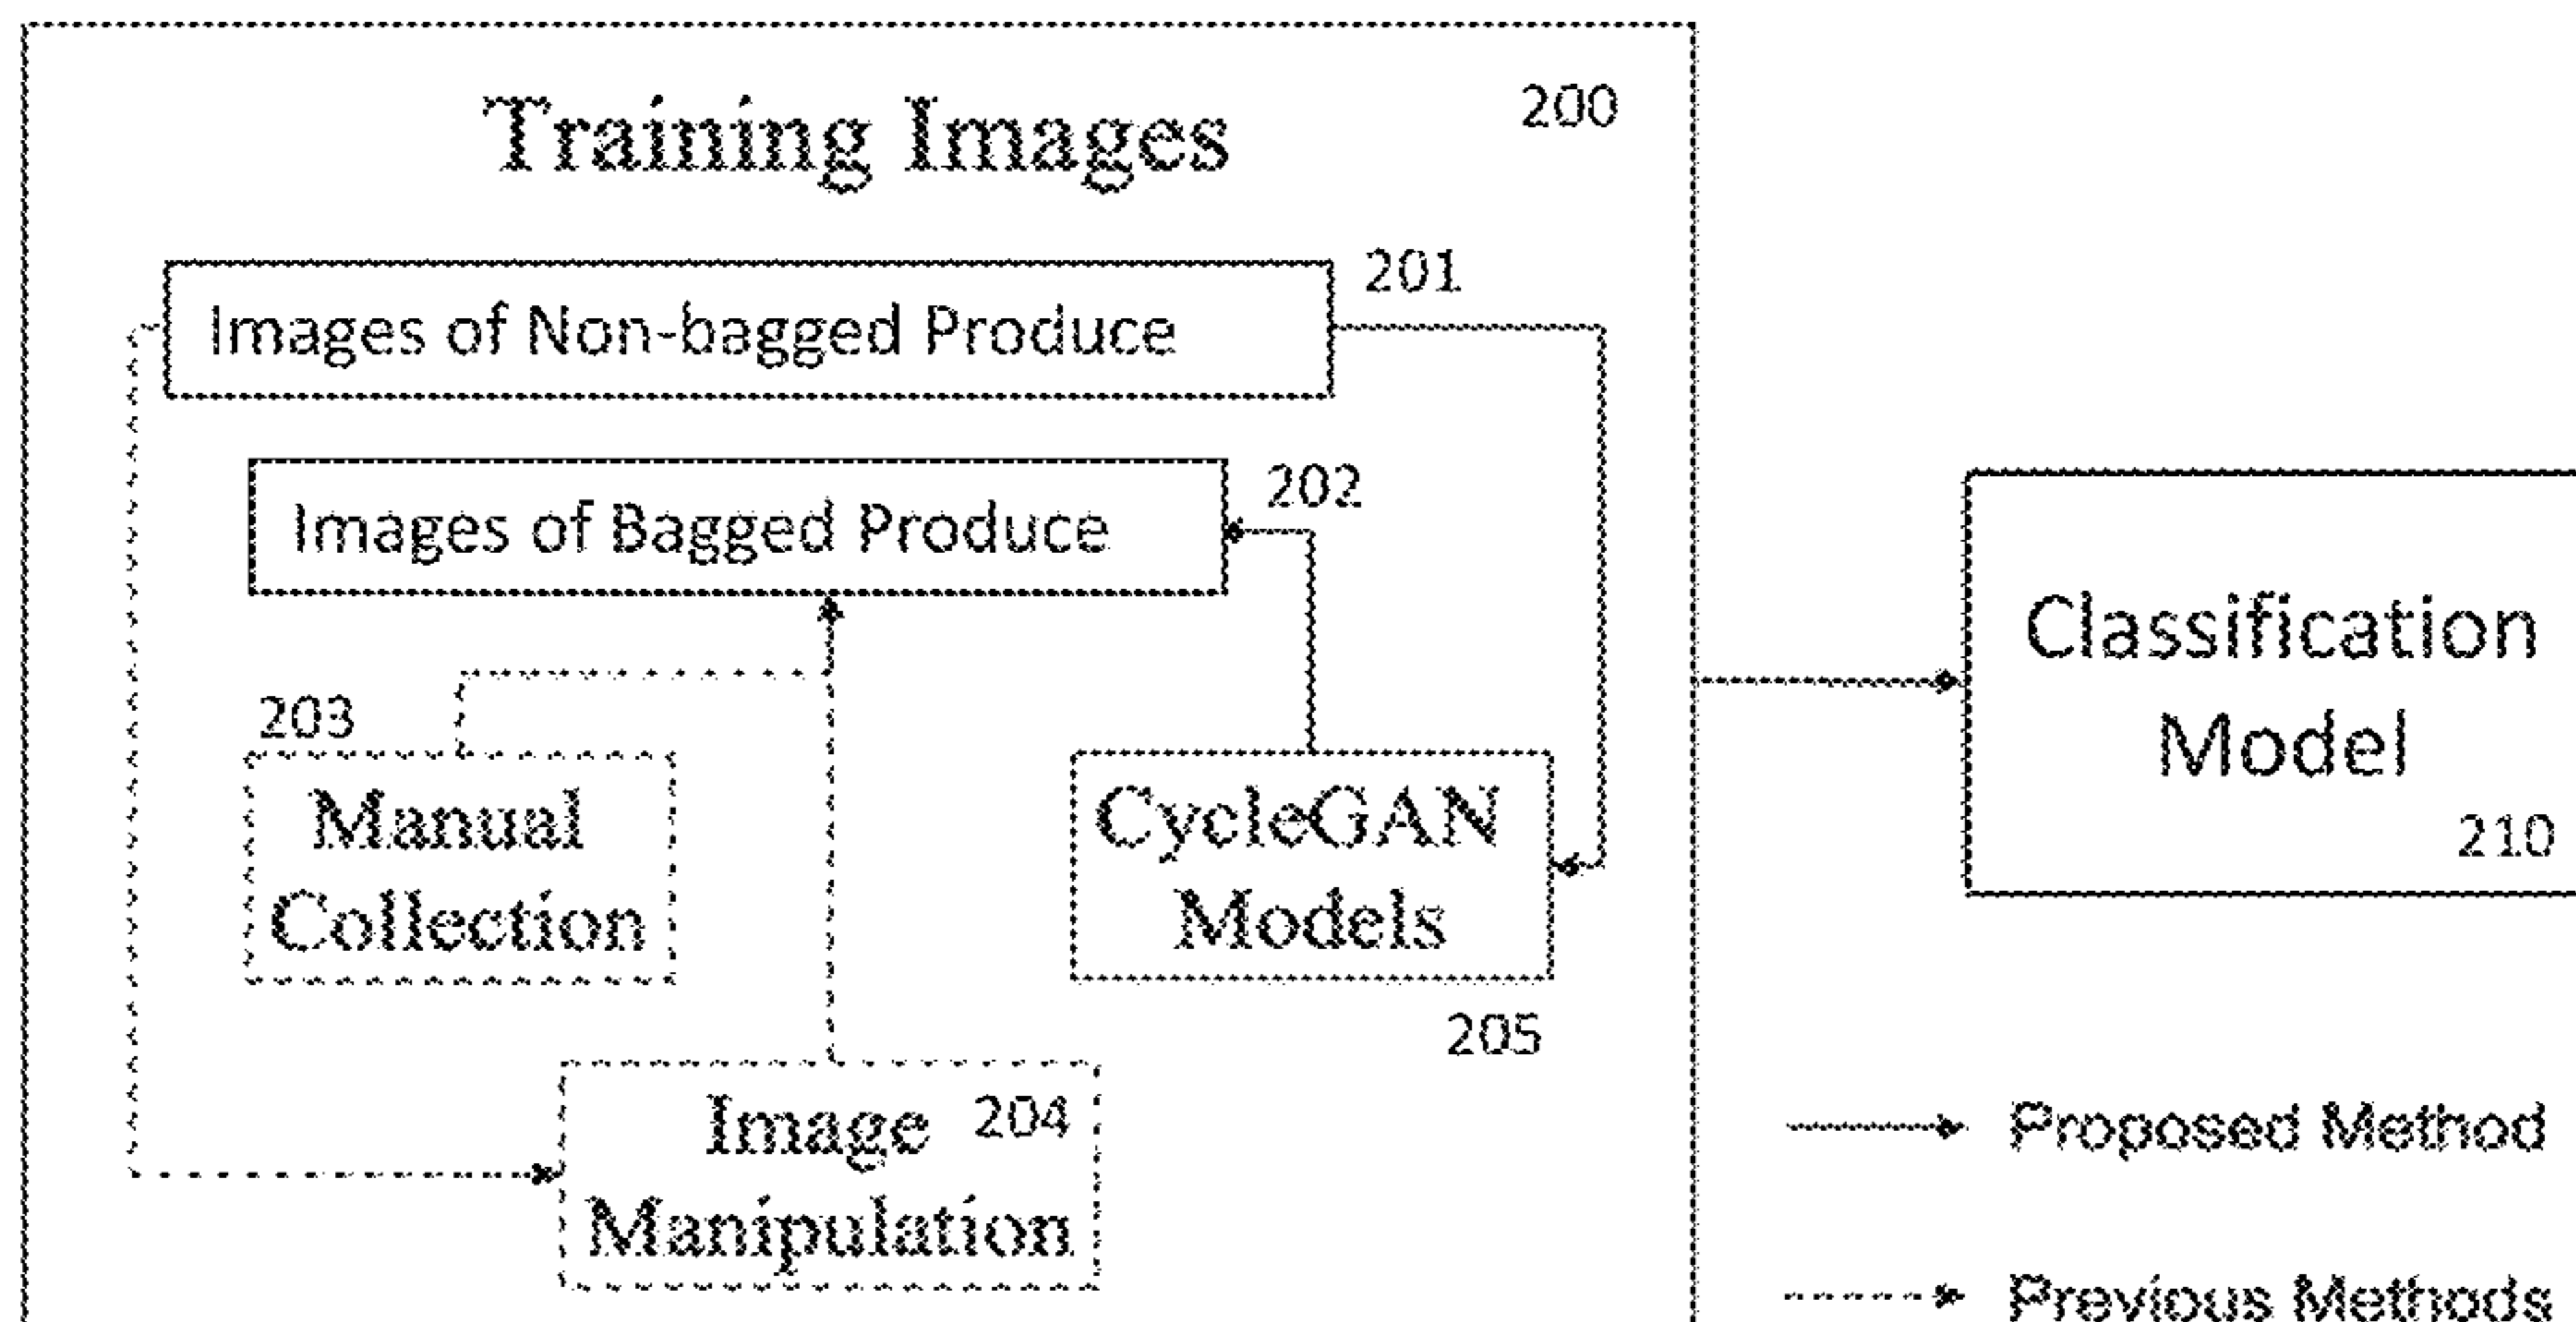 Training Images
200
Images of Non-bagged Produce
201
Images of Bagged Produce
202
203
Manual
Collection
CycleGAN
Models
205
Image 204
Manipulation
Classification
Model
210
Proposed Method
Previous Methods